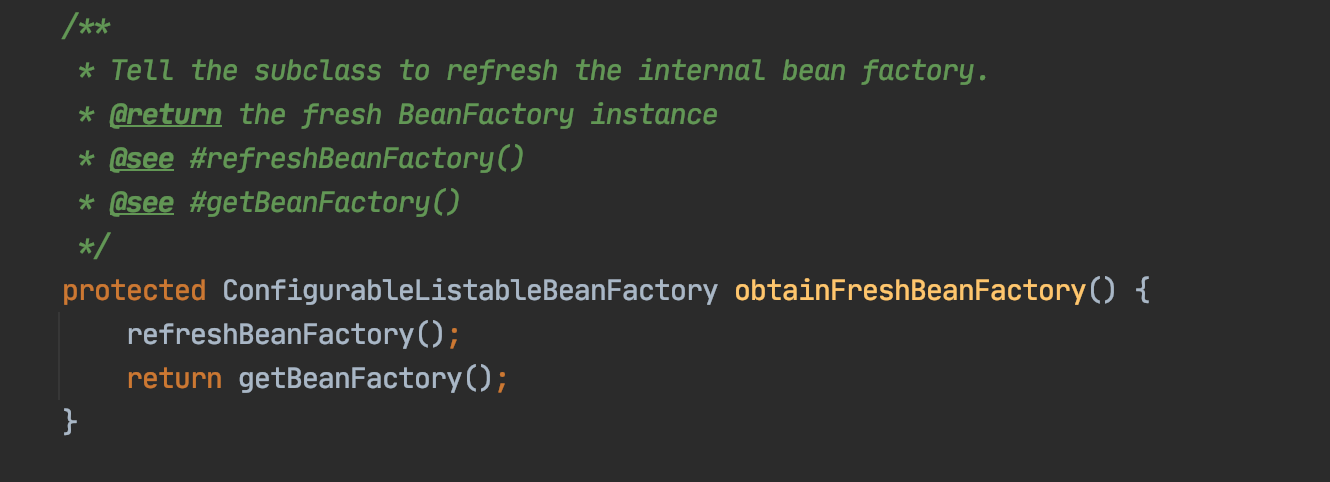 /**
 * Tell the subclass to refresh the internal bean factory.
 * @return the fresh BeanFactory instance
 * @see #refreshBeanFactory()
 * @see #getBeanFactory()
 */
protected ConfigurableListableBeanFactory obtainFreshBeanFactory() {
    refreshBeanFactory();
    return getBeanFactory();
}